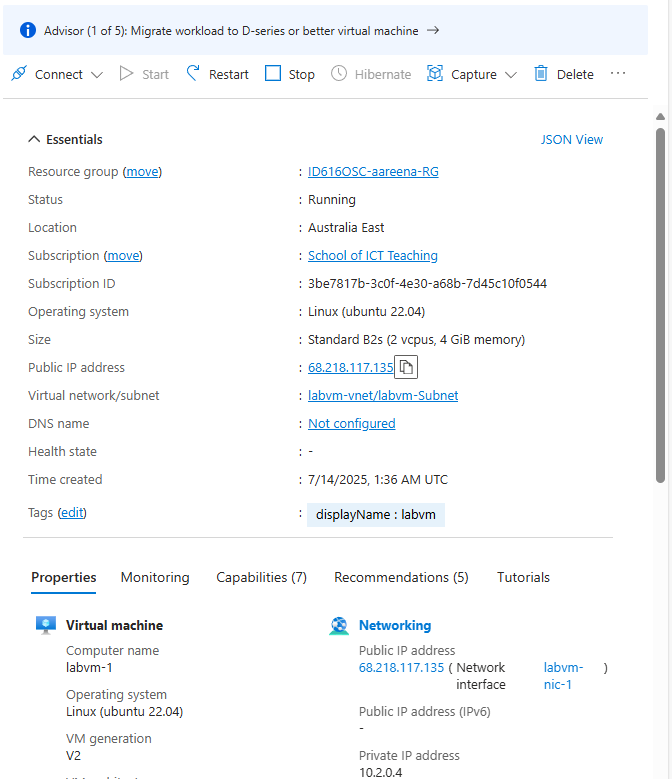 Advisor (1 of 5): Migrate workload to D-series or better virtual machine →
Connect Start Restart Stop Hibernate Capture Delete ...
Essentials JSON View
Resource group (move) : ID616OSC-aareena-RG
Status : Running
Location : Australia East
Subscription (move) : School of ICT Teaching
Subscription ID : 3be7817b-3c0f-4e30-a68b-7d45c10f0544
Operating system : Linux (ubuntu 22.04)
Size : Standard B2s (2 vcpus, 4 GiB memory)
Public IP address : 68.218.117.135
Virtual network/subnet : labvm-vnet/labvm-Subnet
DNS name : Not configured
Health state : -
Time created : 7/14/2025, 1:36 AM UTC
Tags (edit) : displayName : labvm
Properties Monitoring Capabilities (7) Recommendations (5) Tutorials
Virtual machine
Computer name
labvm-1
Operating system
Linux (ubuntu 22.04)
VM generation
V2
Networking
Public IP address
68.218.117.135 ( Network labvm- )
interface nic-1
Public IP address (IPv6)
-
Private IP address
10.2.0.4